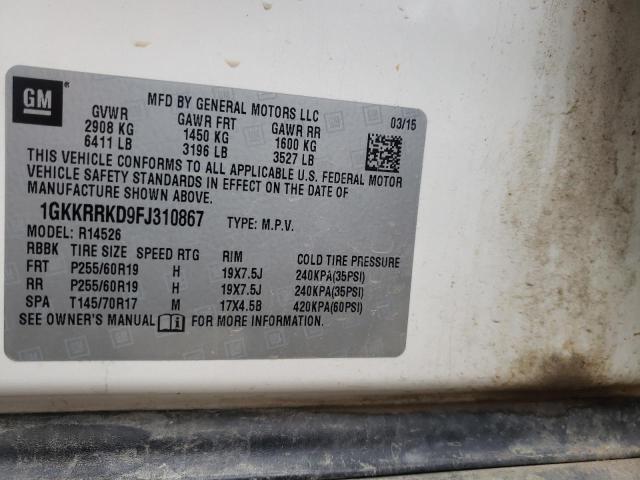 GM
MFD BY GENERAL MOTORS LLC
03/15
GVWR GAWR FRT GAWR RR
2908 KG 1450 KG 1600 KG
6411 LB 3196 LB 3527 LB
THIS VEHICLE CONFORMS TO ALL APPLICABLE U.S. FEDERAL MOTOR
VEHICLE SAFETY STANDARDS IN EFFECT ON THE DATE OF
MANUFACTURE SHOWN ABOVE.
1GKKRRKD9FJ310867 TYPE: M.P.V.
MODEL: R14526
RBBK TIRE SIZE SPEED RTG RIM COLD TIRE PRESSURE
FRT P255/60R19 H 19X7.5J 240KPA(35PSI)
RR P255/60R19 H 19X7.5J 240KPA(35PSI)
SPA T145/70R17 M 17X4.5B 420KPA(60PSI)
SEE OWNER'S MANUAL FOR MORE INFORMATION.